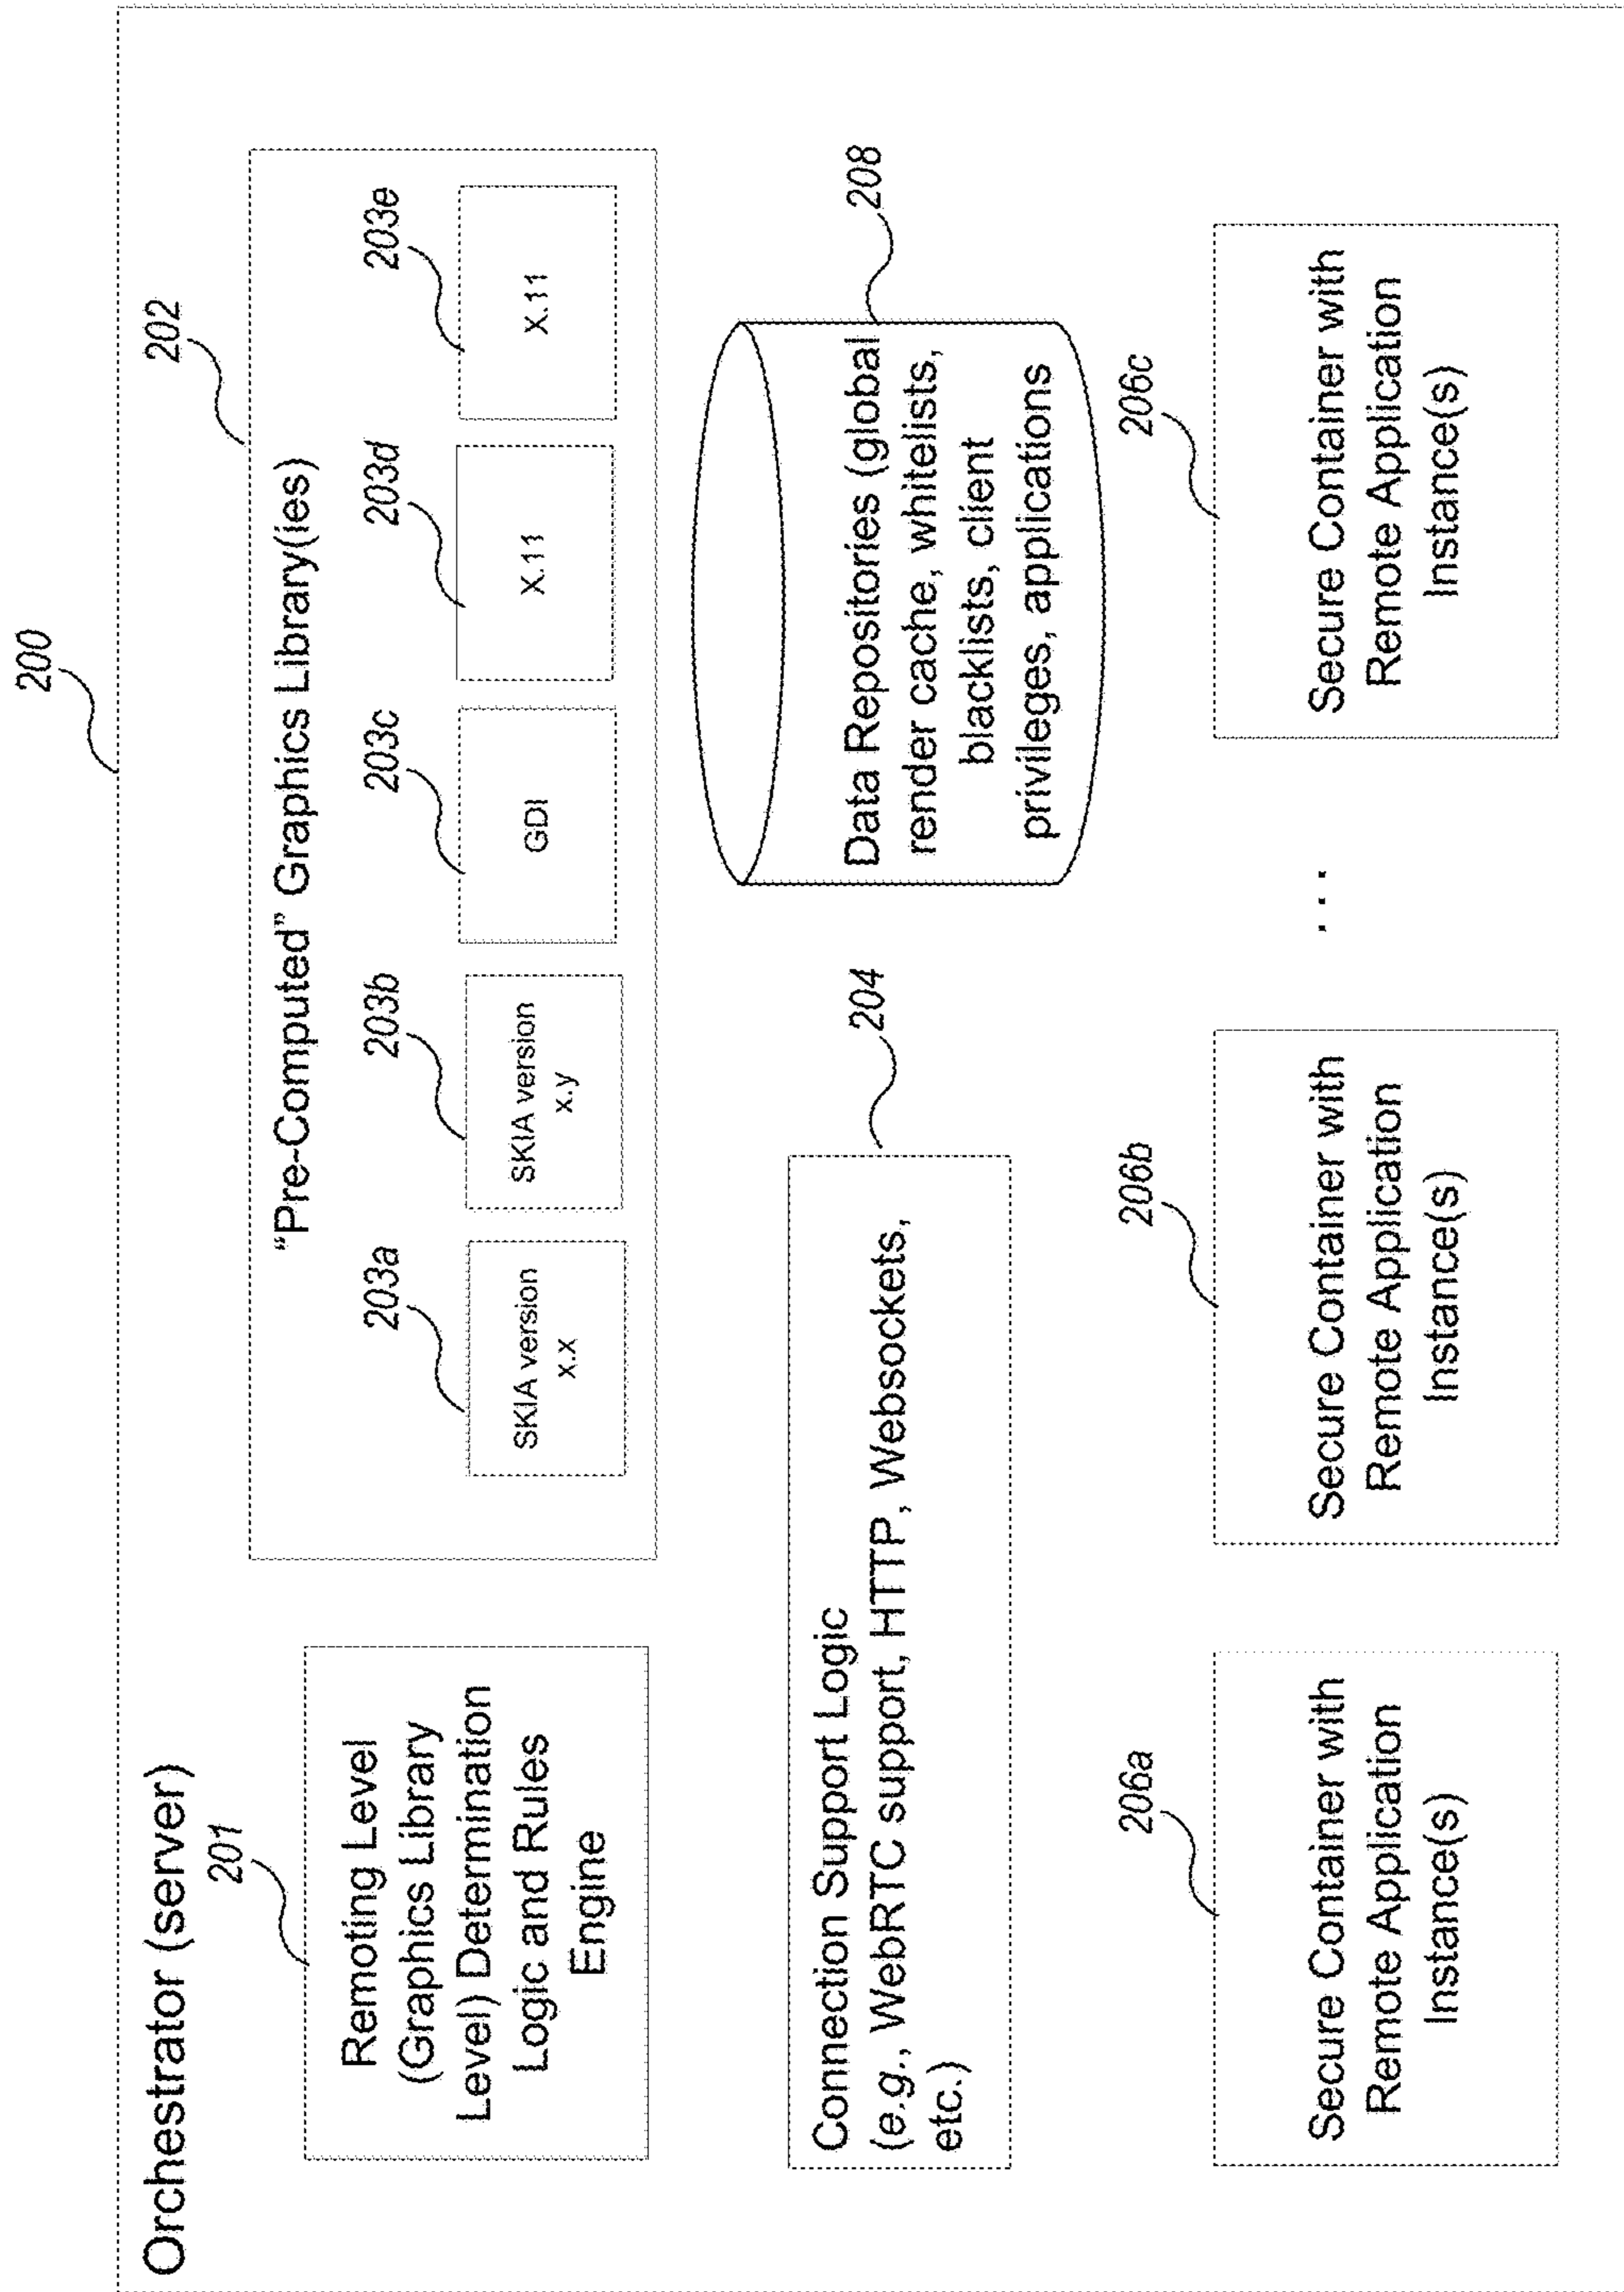 200
Orchestrator (server)
201
Remoting Level
(Graphics Library
Level) Determination
Logic and Rules
Engine
202
“Pre-Computed” Graphics Library(ies)
203a
SKIA version
x.x
203b
SKIA version
x.y
203c
GDI
203d
X.11
203e
X.11
204
Connection Support Logic
(e.g., WebRTC support, HTTP, Websockets,
etc.)
208
Data Repositories (global
render cache, whitelists,
blacklists, client
privileges, applications
206a
Secure Container with
Remote Application
Instance(s)
206b
Secure Container with
Remote Application
Instance(s)
. . .
206c
Secure Container with
Remote Application
Instance(s)